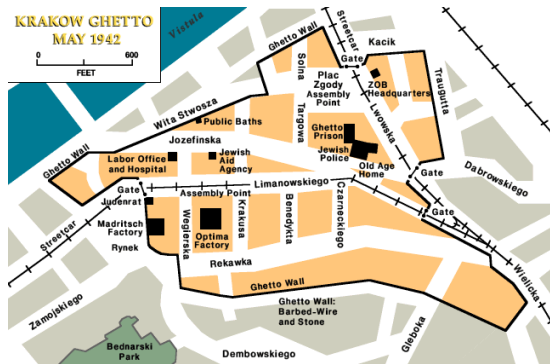 KRAKOW GHETTO
MAY 1942
0 600
FEET
Vistula
Ghetto Wall
Streetcar
Kacik
Gate
Solna
Plac
Zgody
Assembly
Point
ZOB
Headquarters
Traugutta
Wita Stwosza
Public Baths
Targowa
Lwowska
Jozefinska
Ghetto
Prison
Jewish
Police
Ghetto Wall
Labor Office
and Hospital
Jewish
Aid
Agency
Old Age
Home
Gate
Dabrowskiego
Gate
Limanowskiego
Assembly Point
Judenrat
Streetcar
Madritsch
Factory
Rynek
Wegierska
Optima
Factory
Krakusa
Benedykta
Czarneckiego
Gate
Rekawka
Wielicka
Ghetto Wall
Zamojskiego
Ghetto Wall:
Barbed-Wire
and Stone
Gleboka
Bednarski
Park
Dembowskiego